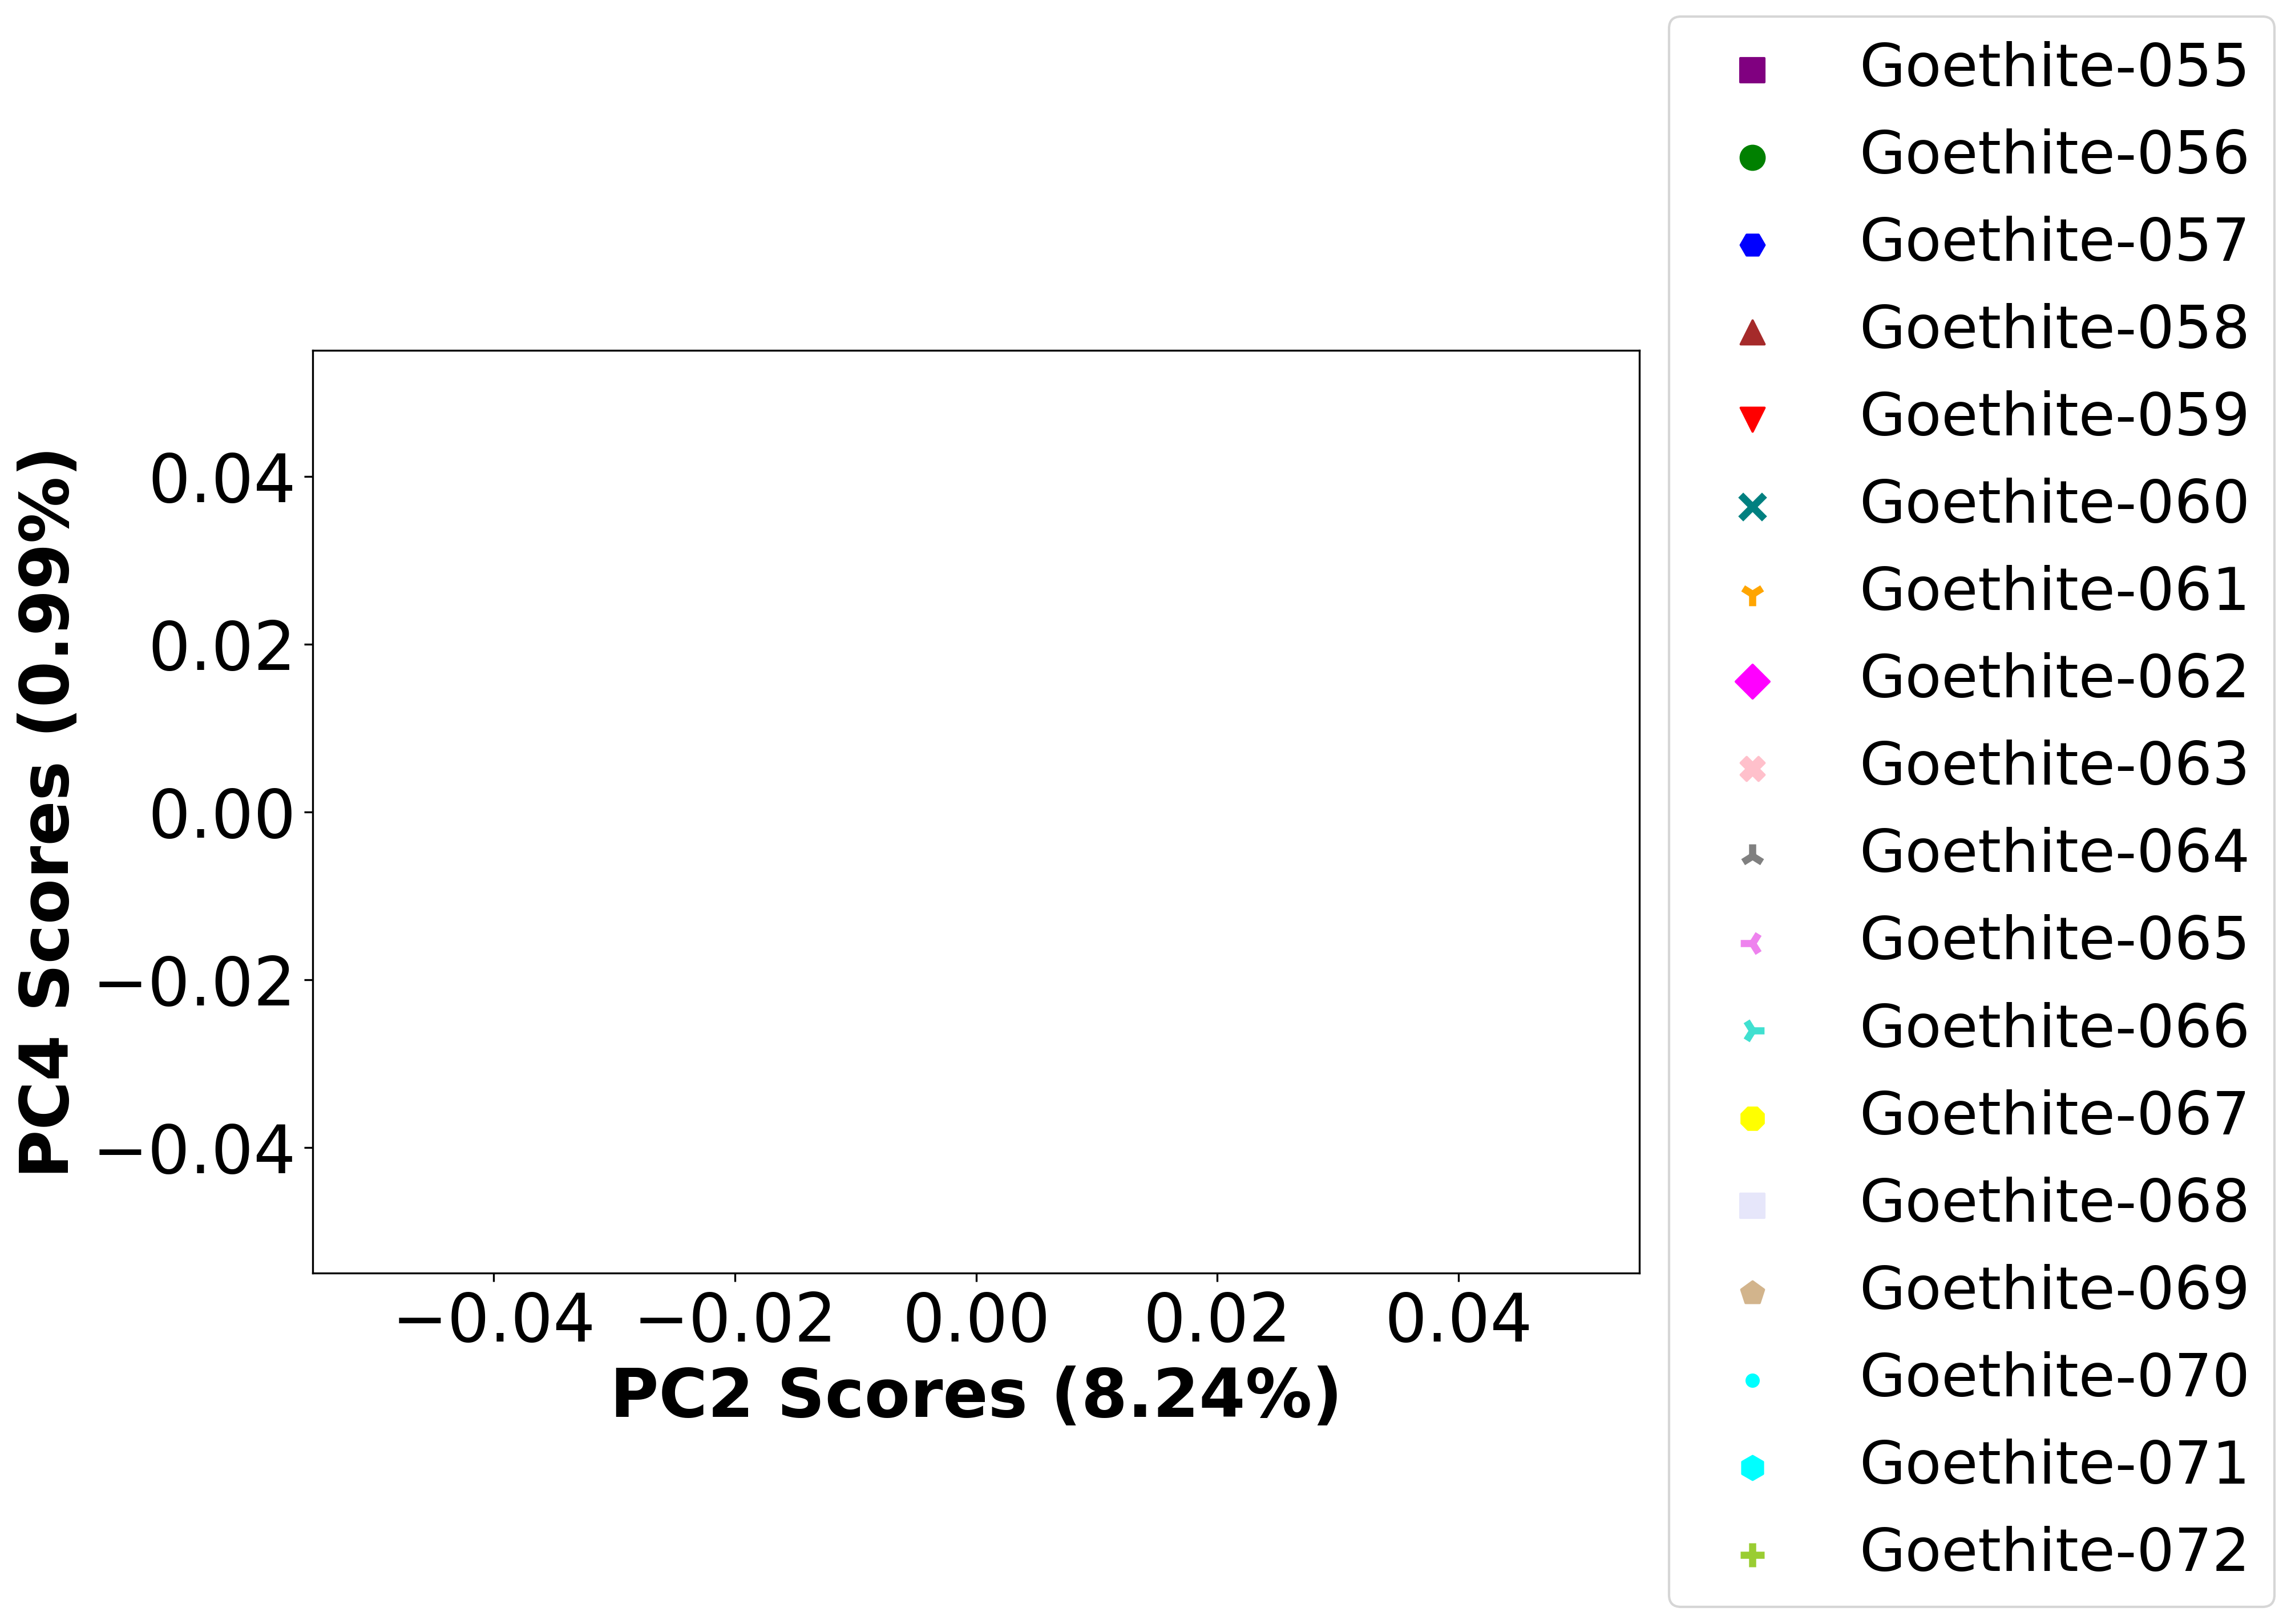 PC4 Scores (0.99%)
0.04
0.02
0.00
−0.02
−0.04
−0.04 −0.02 0.00 0.02 0.04
PC2 Scores (8.24%)
Goethite-055
Goethite-056
Goethite-057
Goethite-058
Goethite-059
Goethite-060
Goethite-061
Goethite-062
Goethite-063
Goethite-064
Goethite-065
Goethite-066
Goethite-067
Goethite-068
Goethite-069
Goethite-070
Goethite-071
Goethite-072